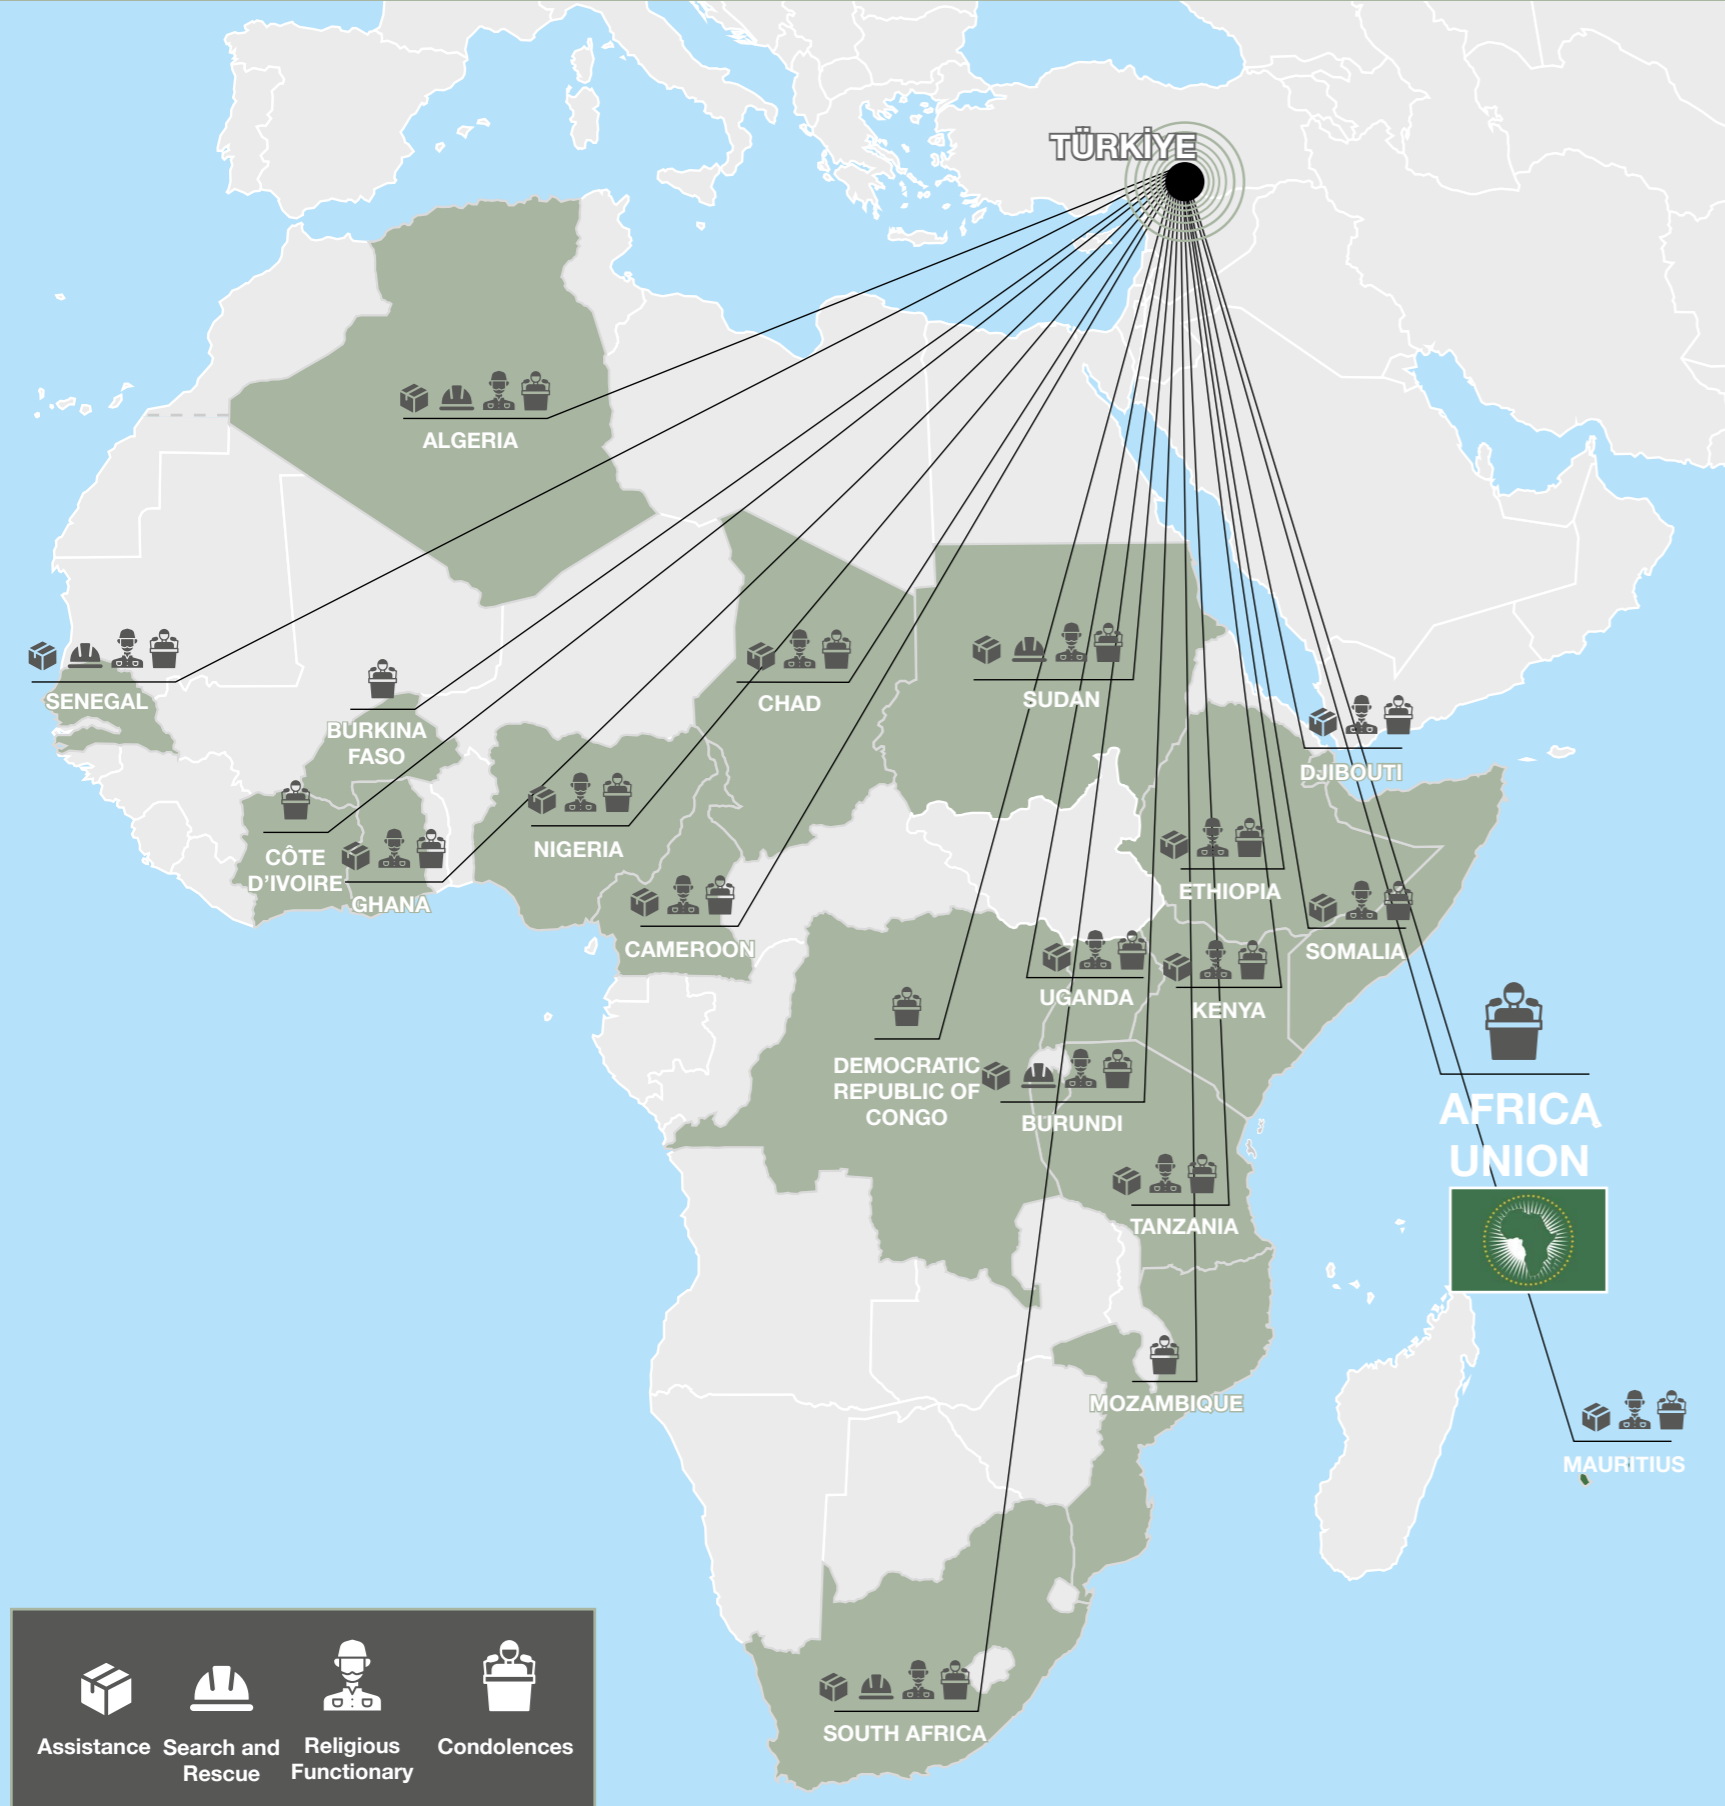 TÜRKİYE
ALGERIA
SENEGAL
BURKINA
FASO
CHAD
SUDAN
DJIBOUTI
CÔTE
D'IVOIRE
GHANA
NIGERIA
CAMEROON
ETHIOPIA
SOMALIA
UGANDA
KENYA
DEMOCRATIC
REPUBLIC OF
CONGO
BURUNDI
AFRICA
UNION
TANZANIA
MOZAMBIQUE
MAURITIUS
SOUTH AFRICA
Assistance
Search and
Rescue
Religious
Functionary
Condolences